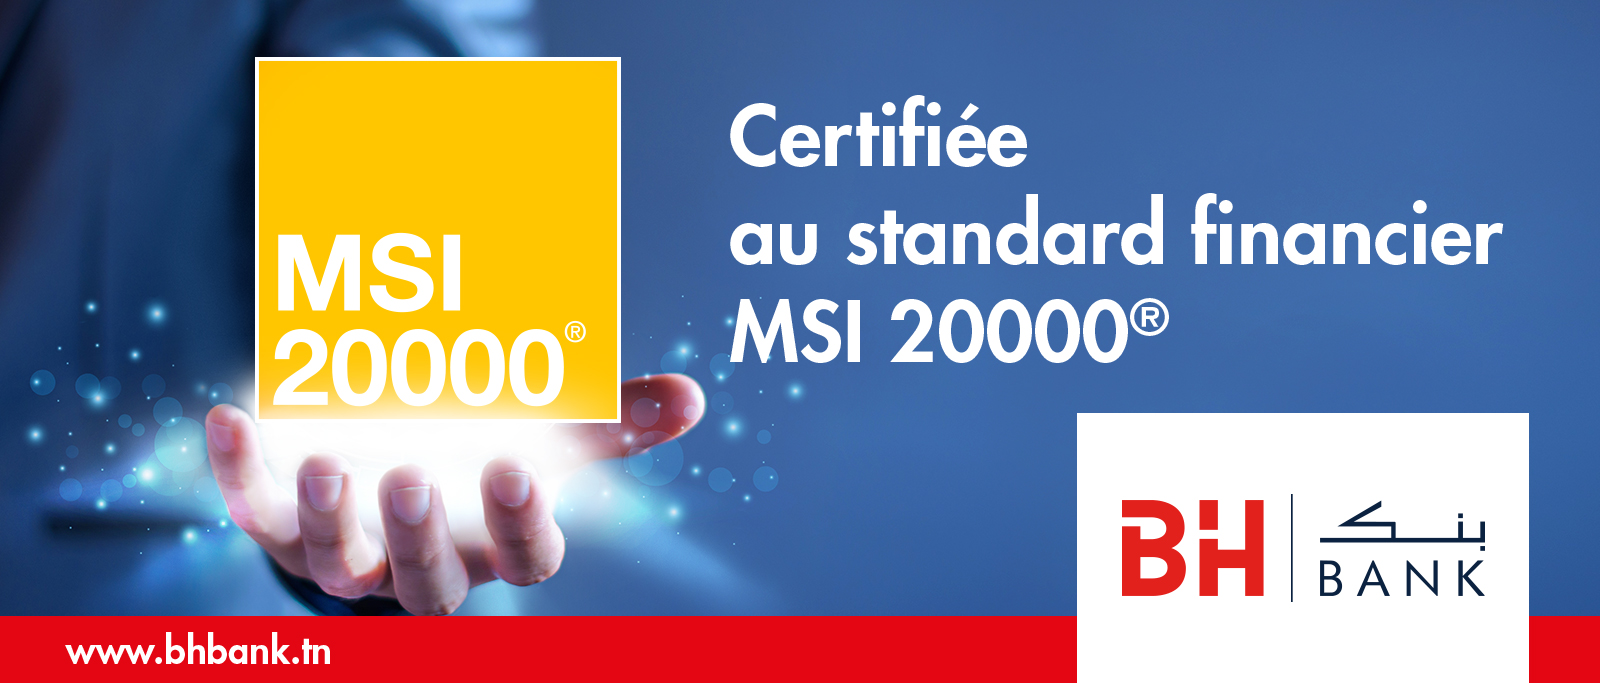 MSI
20000®
Certifiée
au standard financier
MSI 20000®
BH
بنك
BANK
www.bhbank.tn